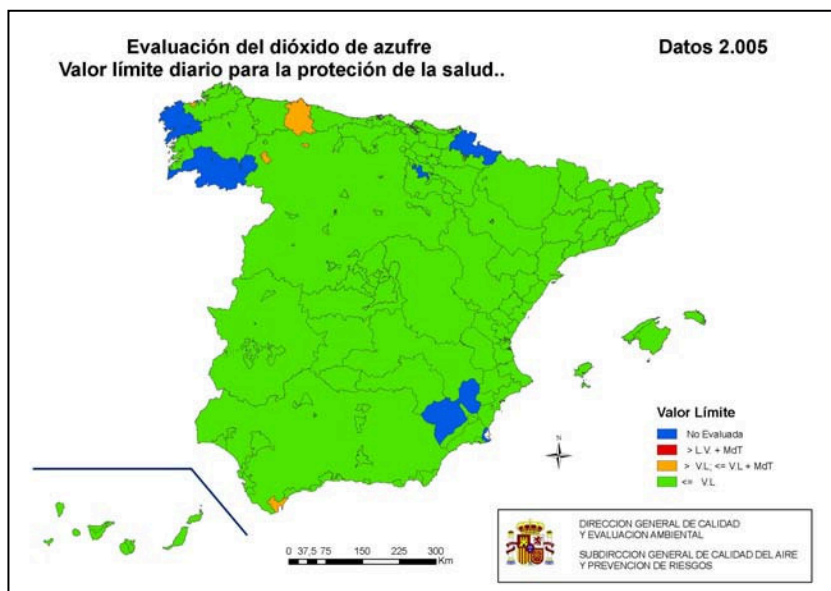 Evaluación del dióxido de azufre
Valor límite diario para la proteción de la salud..
Datos 2.005
Valor Límite
No Evaluada
> L.V. + MdT
> V.L; <= V.L + MdT
<= V.L
N
0 37,5 75 150 225 300
Km
DIRECCION GENERAL DE CALIDAD
Y EVALUACION AMBIENTAL
SUBDIRCCION GENERAL DE CALIDAD DEL AIRE
Y PREVENCION DE RIESGOS